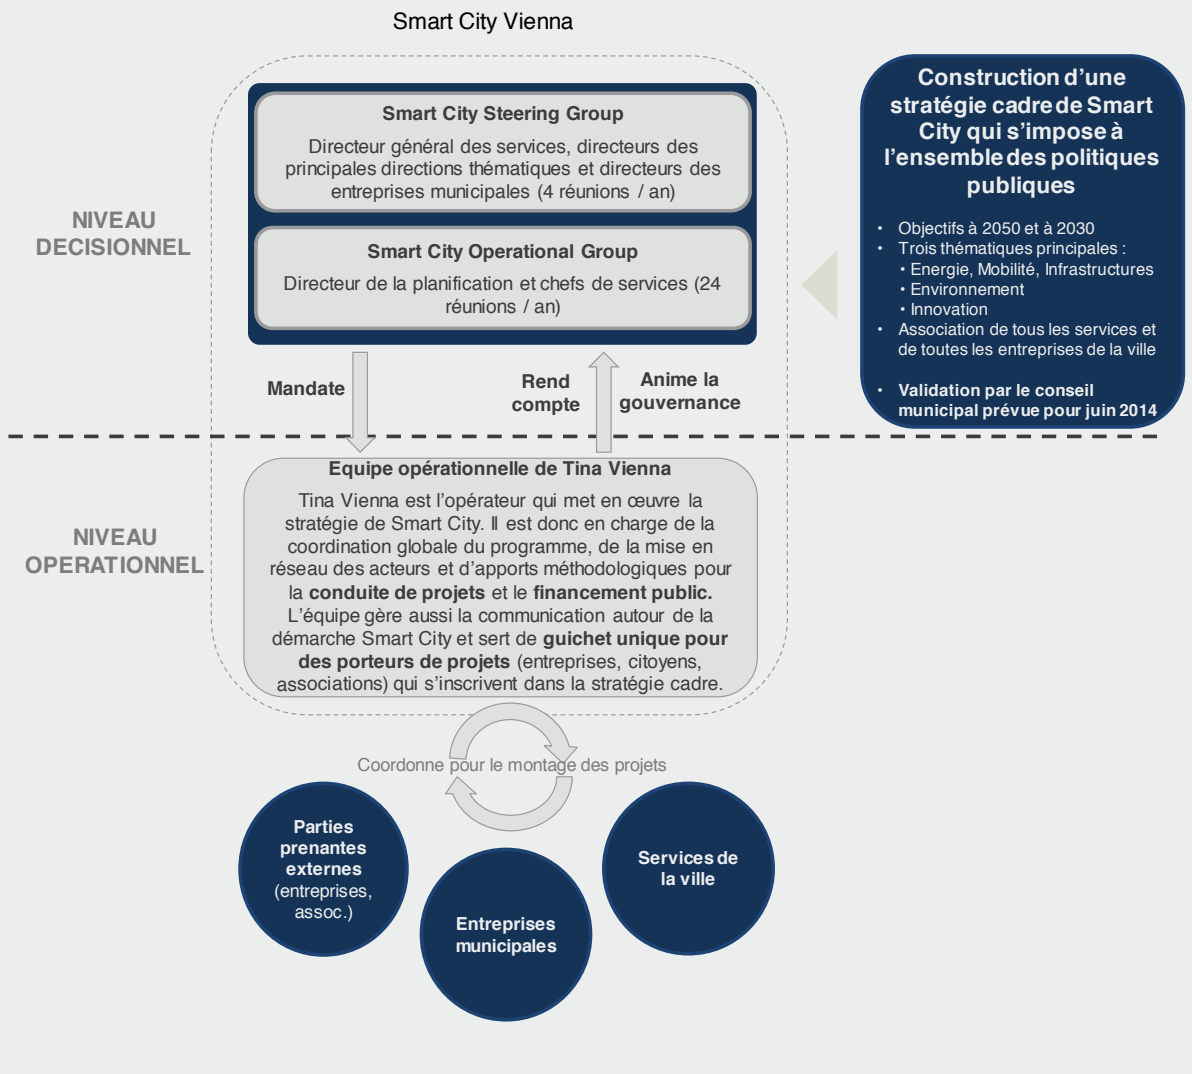 Smart City Vienna
Smart City Steering Group
Directeur général des services, directeurs des
principales directions thématiques et directeurs des
entreprises municipales (4 réunions / an)
NIVEAU
DECISIONNEL
Smart City Operational Group
Directeur de la planification et chefs de services (24
réunions / an)
Construction d’une
stratégie cadre de Smart
City qui s’impose à
l’ensemble des politiques
publiques
• Objectifs à 2050 et à 2030
• Trois thématiques principales :
• Energie, Mobilité, Infrastructures
• Environnement
• Innovation
• Association de tous les services et
de toutes les entreprises de la ville
• Validation par le conseil
municipal prévue pour juin 2014
Mandate
Rend
compte
Anime la
gouvernance
NIVEAU
OPERATIONNEL
Equipe opérationnelle de Tina Vienna
Tina Vienna est l’opérateur qui met en œuvre la
stratégie de Smart City. Il est donc en charge de la
coordination globale du programme, de la mise en
réseau des acteurs et d’apports méthodologiques pour
la conduite de projets et le financement public.
L’équipe gère aussi la communication autour de la
démarche Smart City et sert de guichet unique pour
des porteurs de projets (entreprises, citoyens,
associations) qui s’inscrivent dans la stratégie cadre.
Coordonne pour le montage des projets
Parties
prenantes
externes
(entreprises,
assoc.)
Entreprises
municipales
Services de
la ville